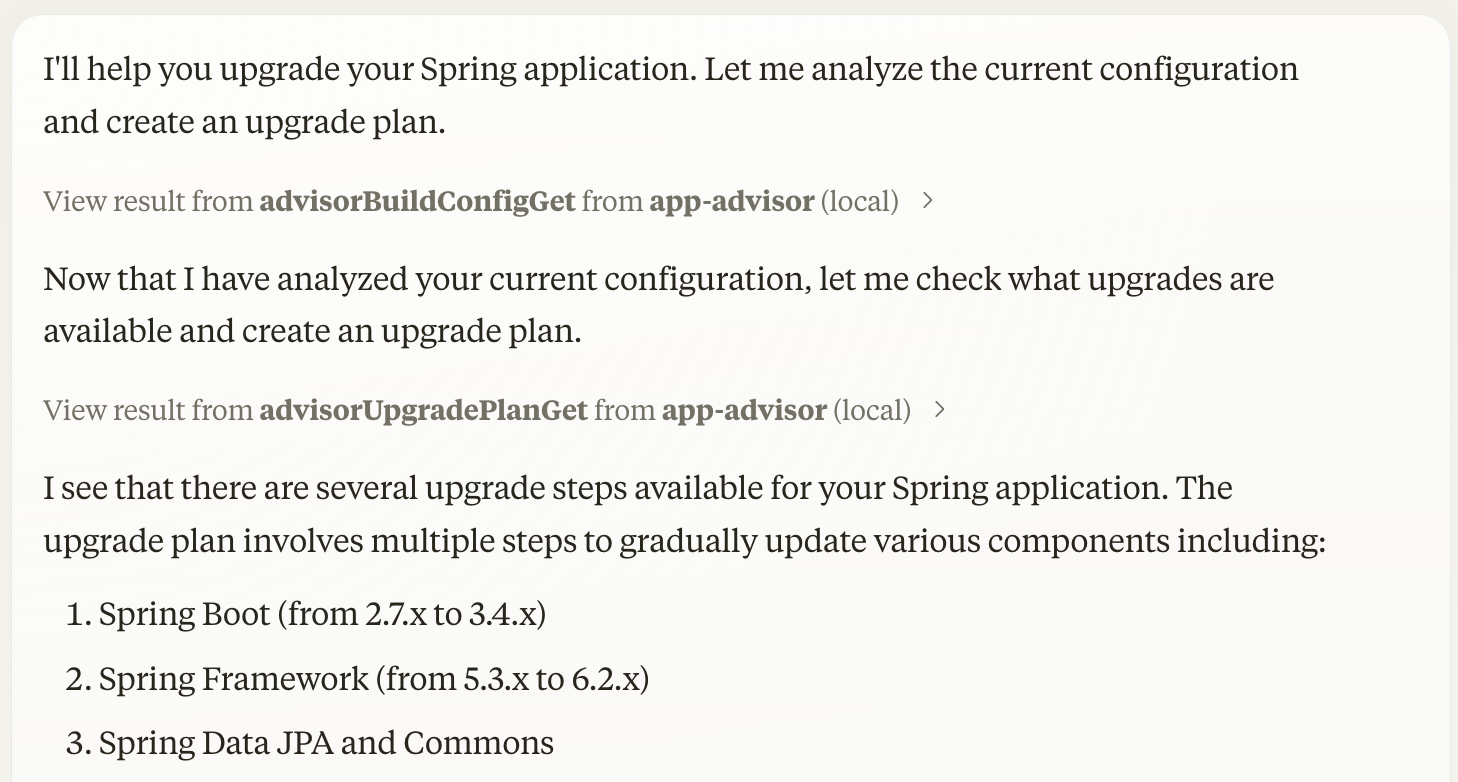 I'll help you upgrade your Spring application. Let me analyze the current configuration
and create an upgrade plan.
View result from advisorBuildConfigGet from app-advisor (local)
Now that I have analyzed your current configuration, let me check what upgrades are
available and create an upgrade plan.
View result from advisorUpgradePlanGet from app-advisor (local)
I see that there are several upgrade steps available for your Spring application. The
upgrade plan involves multiple steps to gradually update various components including:
1. Spring Boot (from 2.7.x to 3.4.x)
2. Spring Framework (from 5.3.x to 6.2.x)
3. Spring Data JPA and Commons